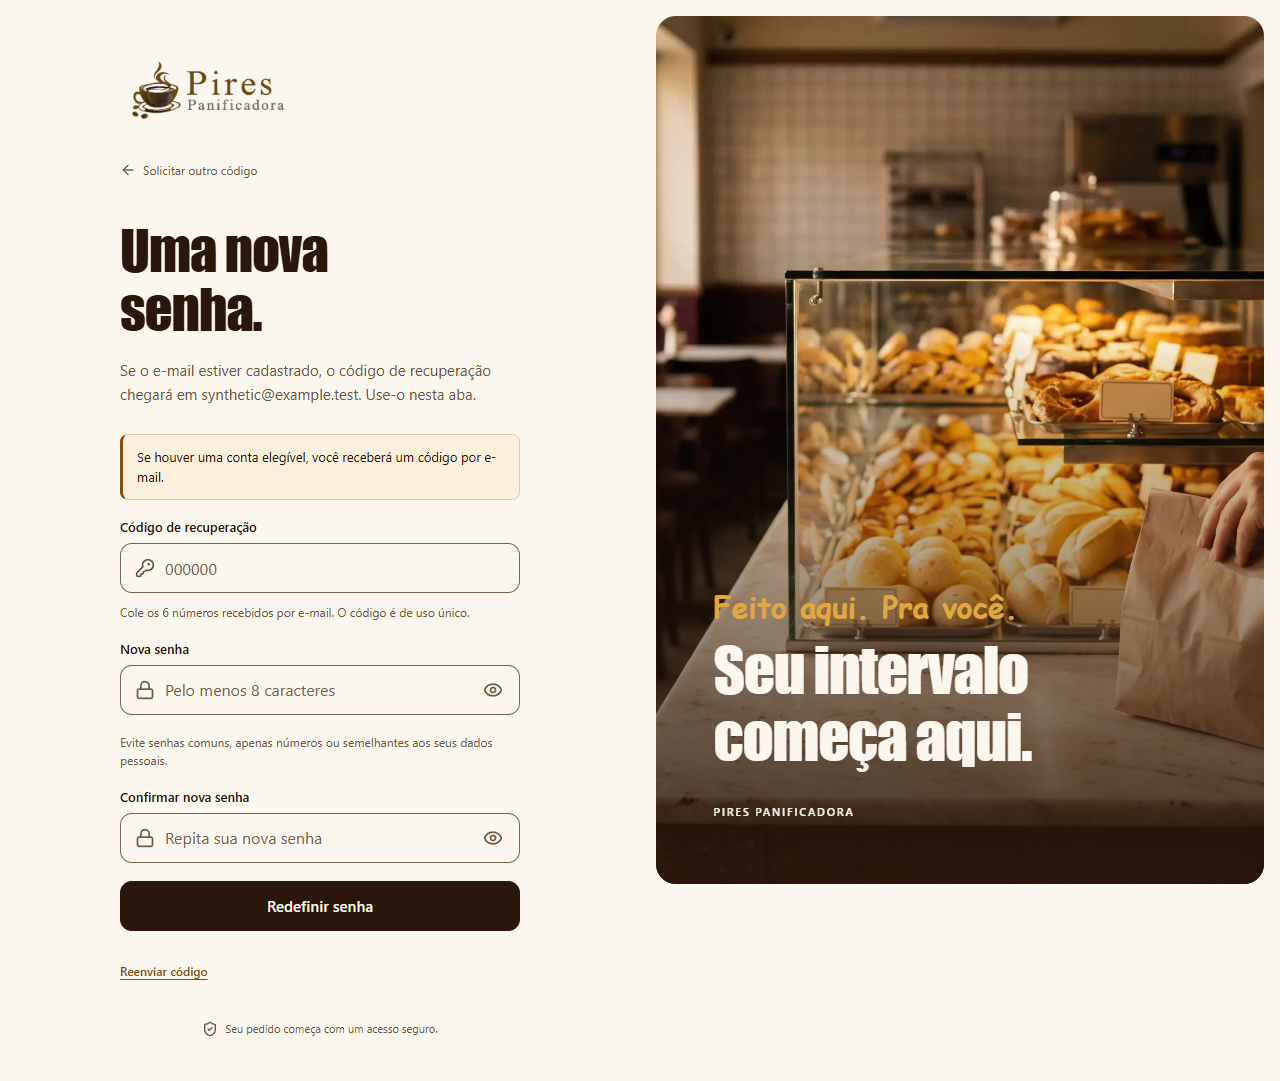 Pires
Panificadora
Solicitar outro código
Uma nova
senha.
Se o e-mail estiver cadastrado, o código de recuperação
chegará em synthetic@example.test. Use-o nesta aba.
Se houver uma conta elegível, você receberá um código por e-
mail.
Código de recuperação
000000
Cole os 6 números recebidos por e-mail. O código é de uso único.
Nova senha
Pelo menos 8 caracteres
Evite senhas comuns, apenas números ou semelhantes aos seus dados
pessoais.
Confirmar nova senha
Repita sua nova senha
Redefinir senha
Reenviar código
Seu pedido começa com um acesso seguro.
Feito aqui. Pra você.
Seu intervalo
começa aqui.
PIRES PANIFICADORA